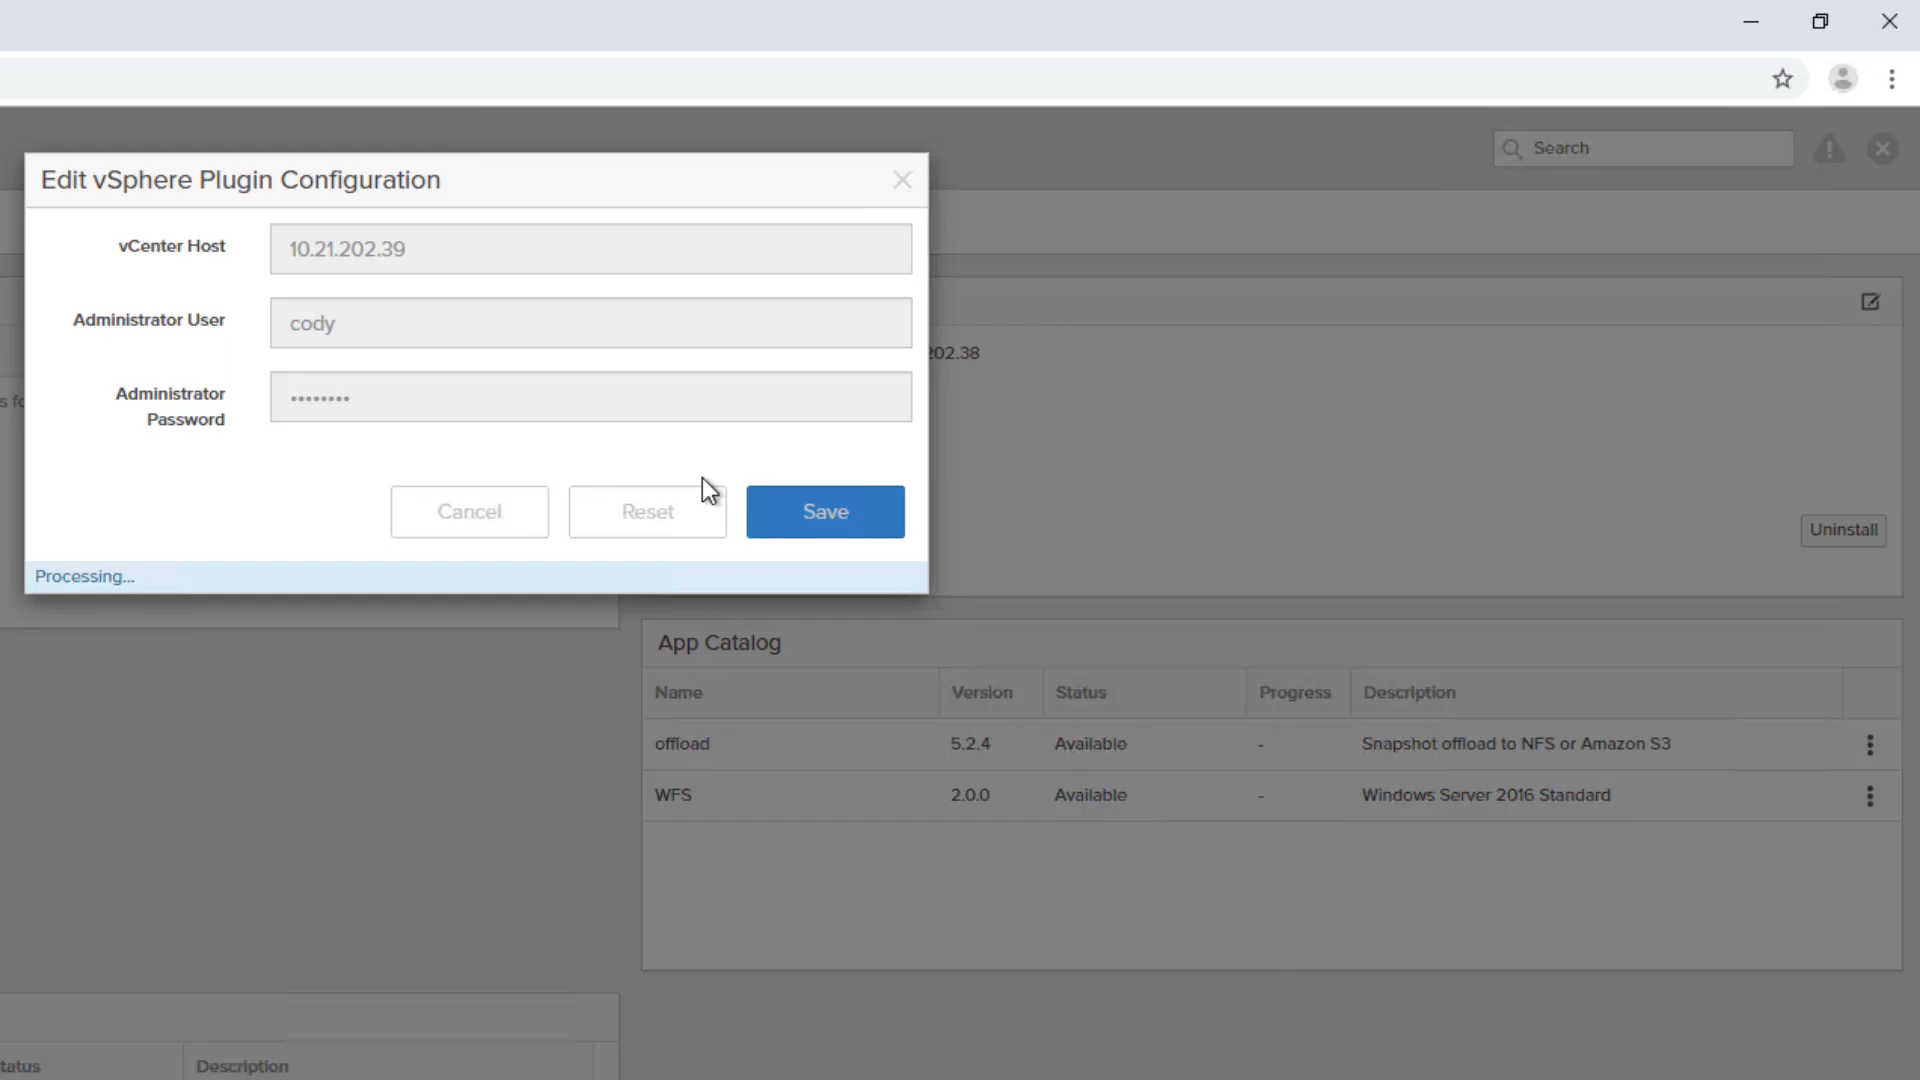 Search
Edit vSphere Plugin Configuration
vCenter Host
10.21.202.39
Administrator User
cody
Administrator
Password
••••••••
Cancel
Reset
Save
Processing...
202.38
Uninstall
App Catalog
Name Version Status Progress Description
offload 5.2.4 Available - Snapshot offload to NFS or Amazon S3
WFS 2.0.0 Available - Windows Server 2016 Standard
tatus Description